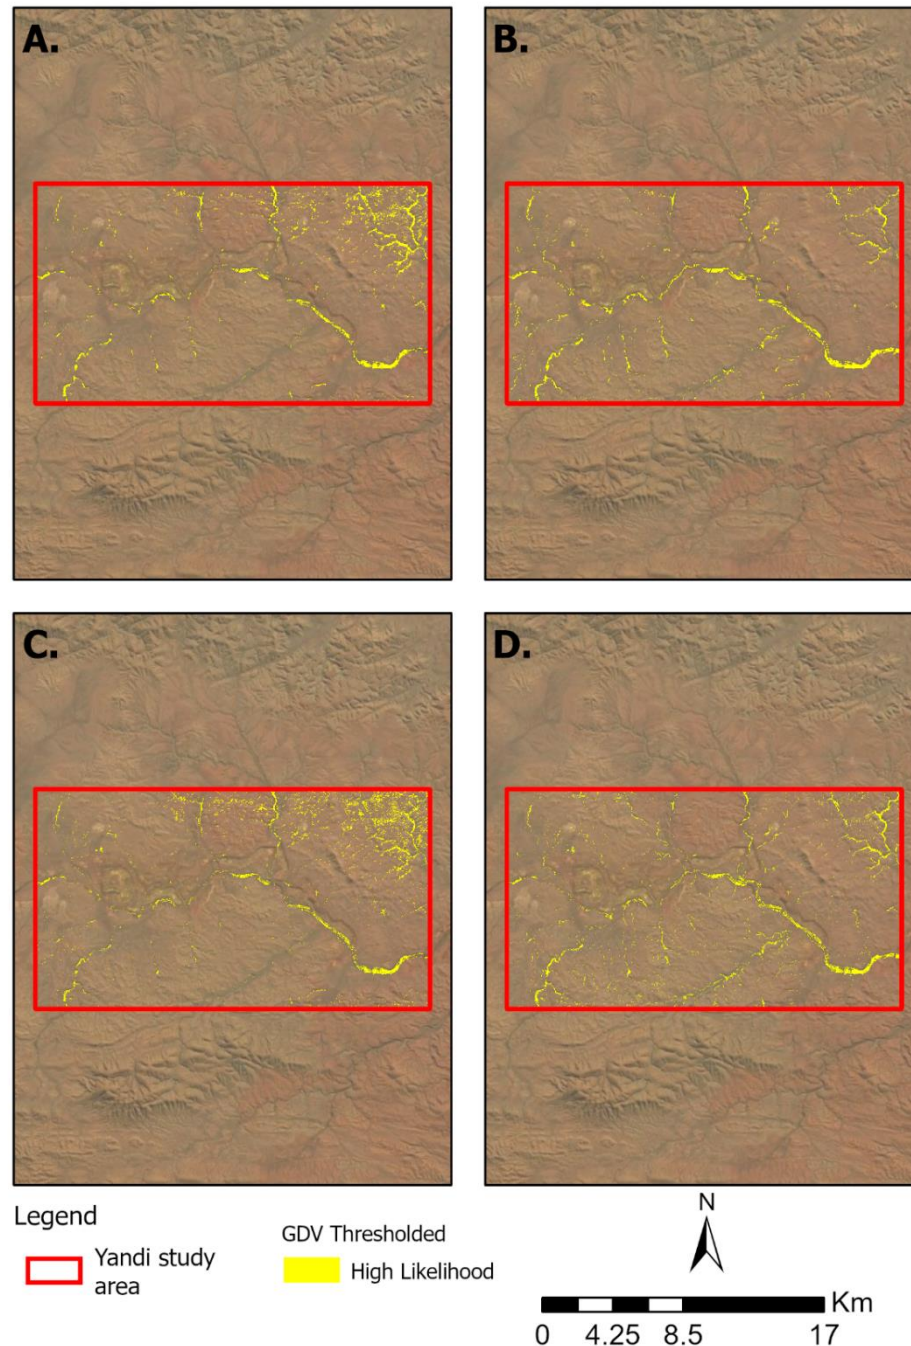 A.
B.
C.
D.
Legend
Yandi study
area
GDV Thresholded
High Likelihood
N
Km
0 4.25 8.5 17